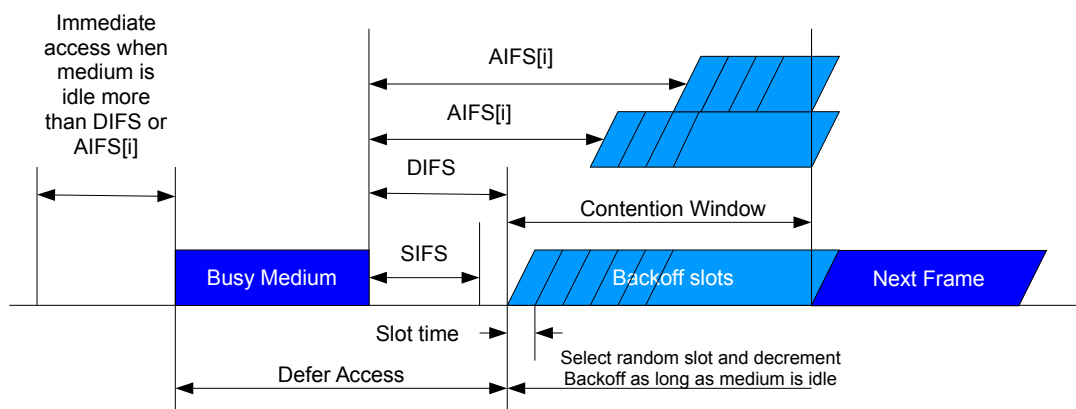 Immediate
access when
medium is
idle more
than DIFS or
AIFS[i]
AIFS[i]
AIFS[i]
DIFS
Contention Window
SIFS
Busy Medium
Backoff slots
Next Frame
Slot time
Select random slot and decrement
Backoff as long as medium is idle
Defer Access